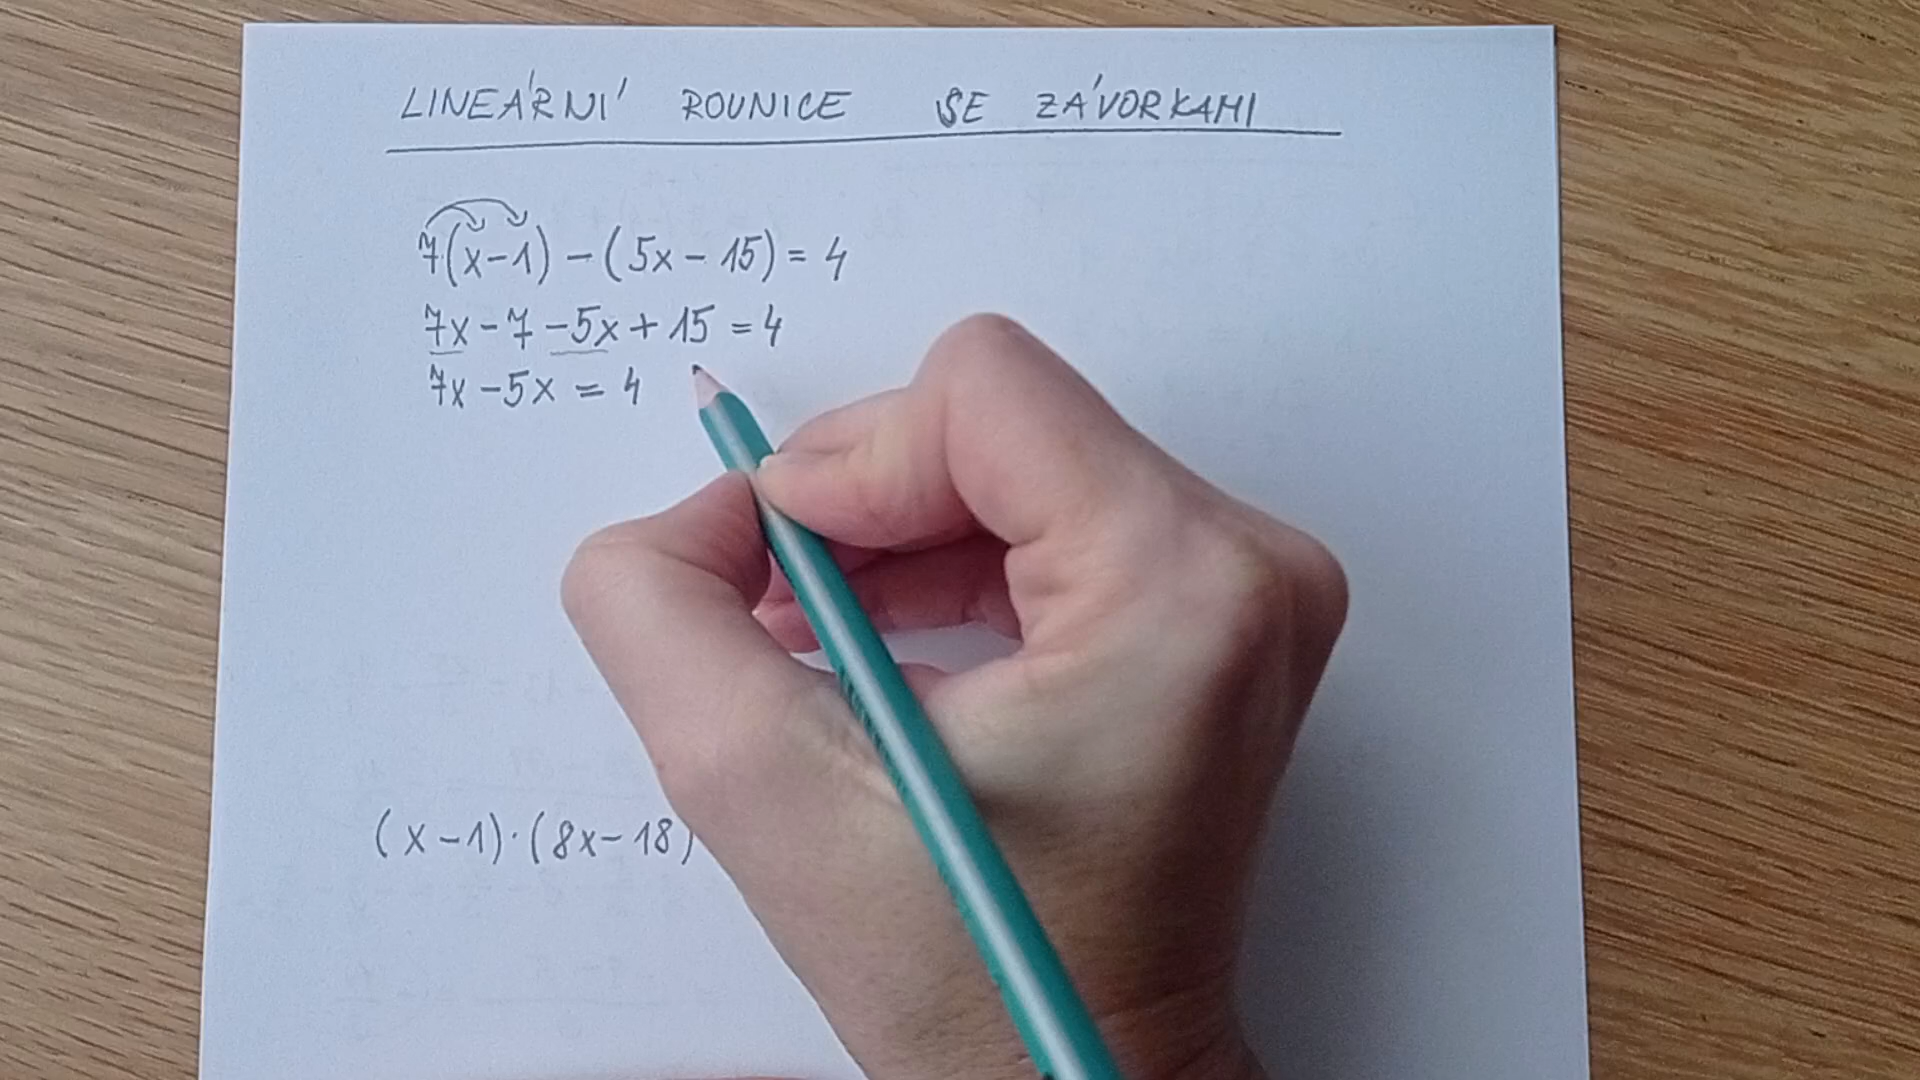 LINEÁRNÍ ROVNICE SE ZÁVORKAMI
7(x-1) - (5x - 15) = 4
7x - 7 - 5x + 15 = 4
7x - 5x = 4
(x-1)·(8x-18)